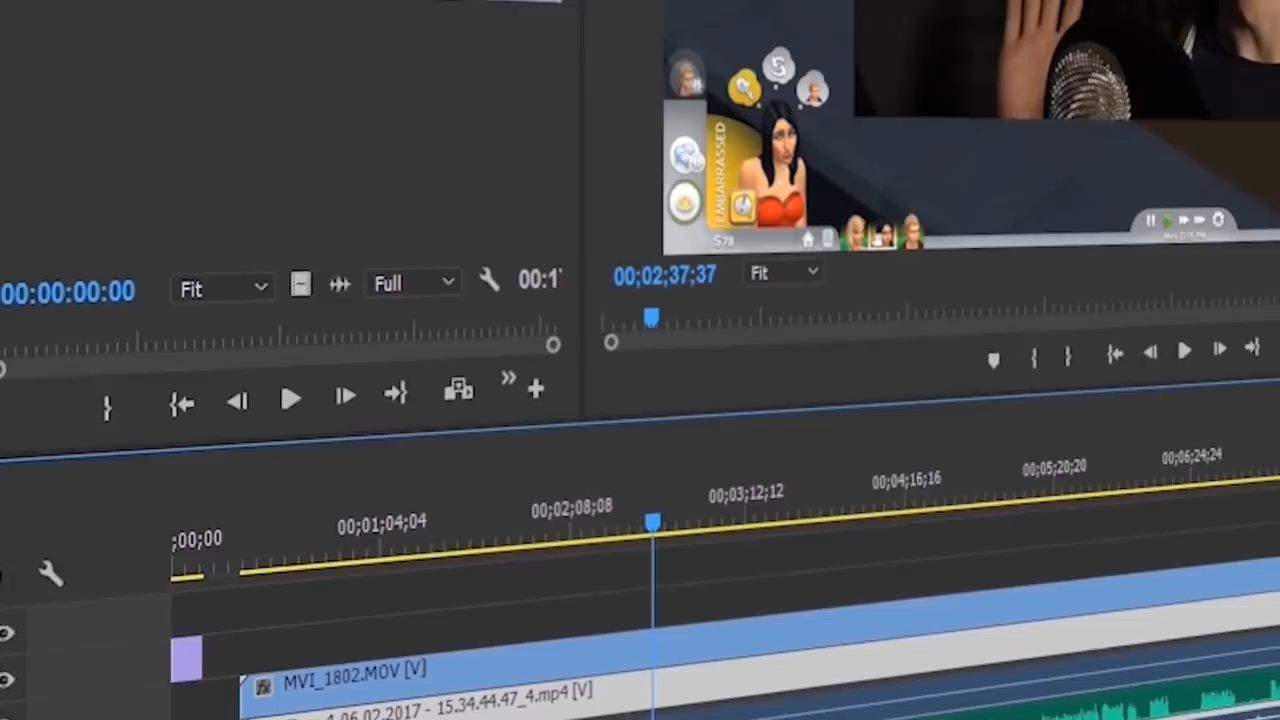 EMBARRASSED
00:00:00:00
Fit
Full
00:1
00;02;37;37
Fit
;00;00
00;01;04;04
00;02;08;08
00;03;12;12
00;04;16;16
00;05;20;20
00;06;24;24
MVI_1802.MOV [V]
4 06.02.2017 - 15.34.44.47_4.mp4 [V]